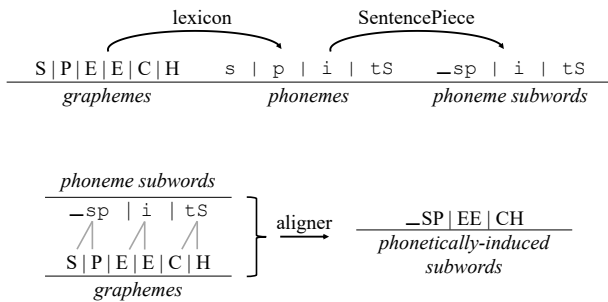 lexicon SentencePiece
S | P | E | E | C | H s | p | i | tS _sp | i | tS
graphemes phonemes phoneme subwords
phoneme subwords
_sp | i | tS
aligner
S | P | E | E | C | H
graphemes
_SP | EE | CH
phonetically-induced
subwords